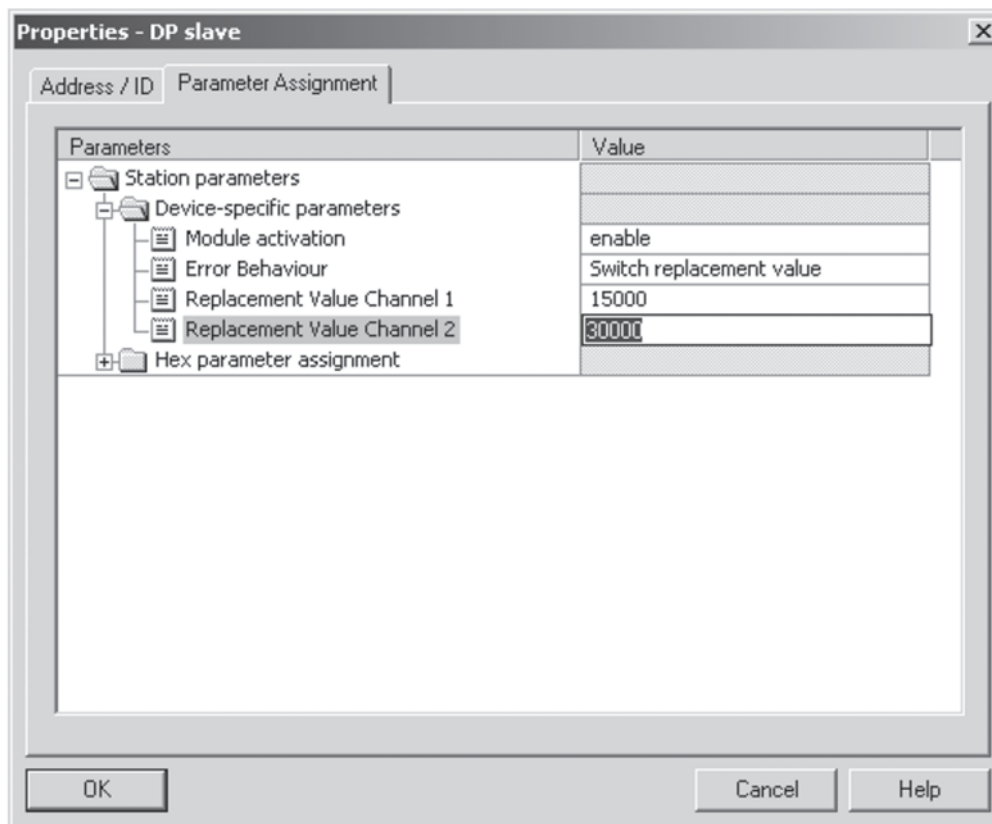 Properties - DP slave
Address / ID Parameter Assignment
Parameters Value
Station parameters
Device-specific parameters
Module activation enable
Error Behaviour Switch replacement value
Replacement Value Channel 1 15000
Replacement Value Channel 2 30000
Hex parameter assignment
OK Cancel Help